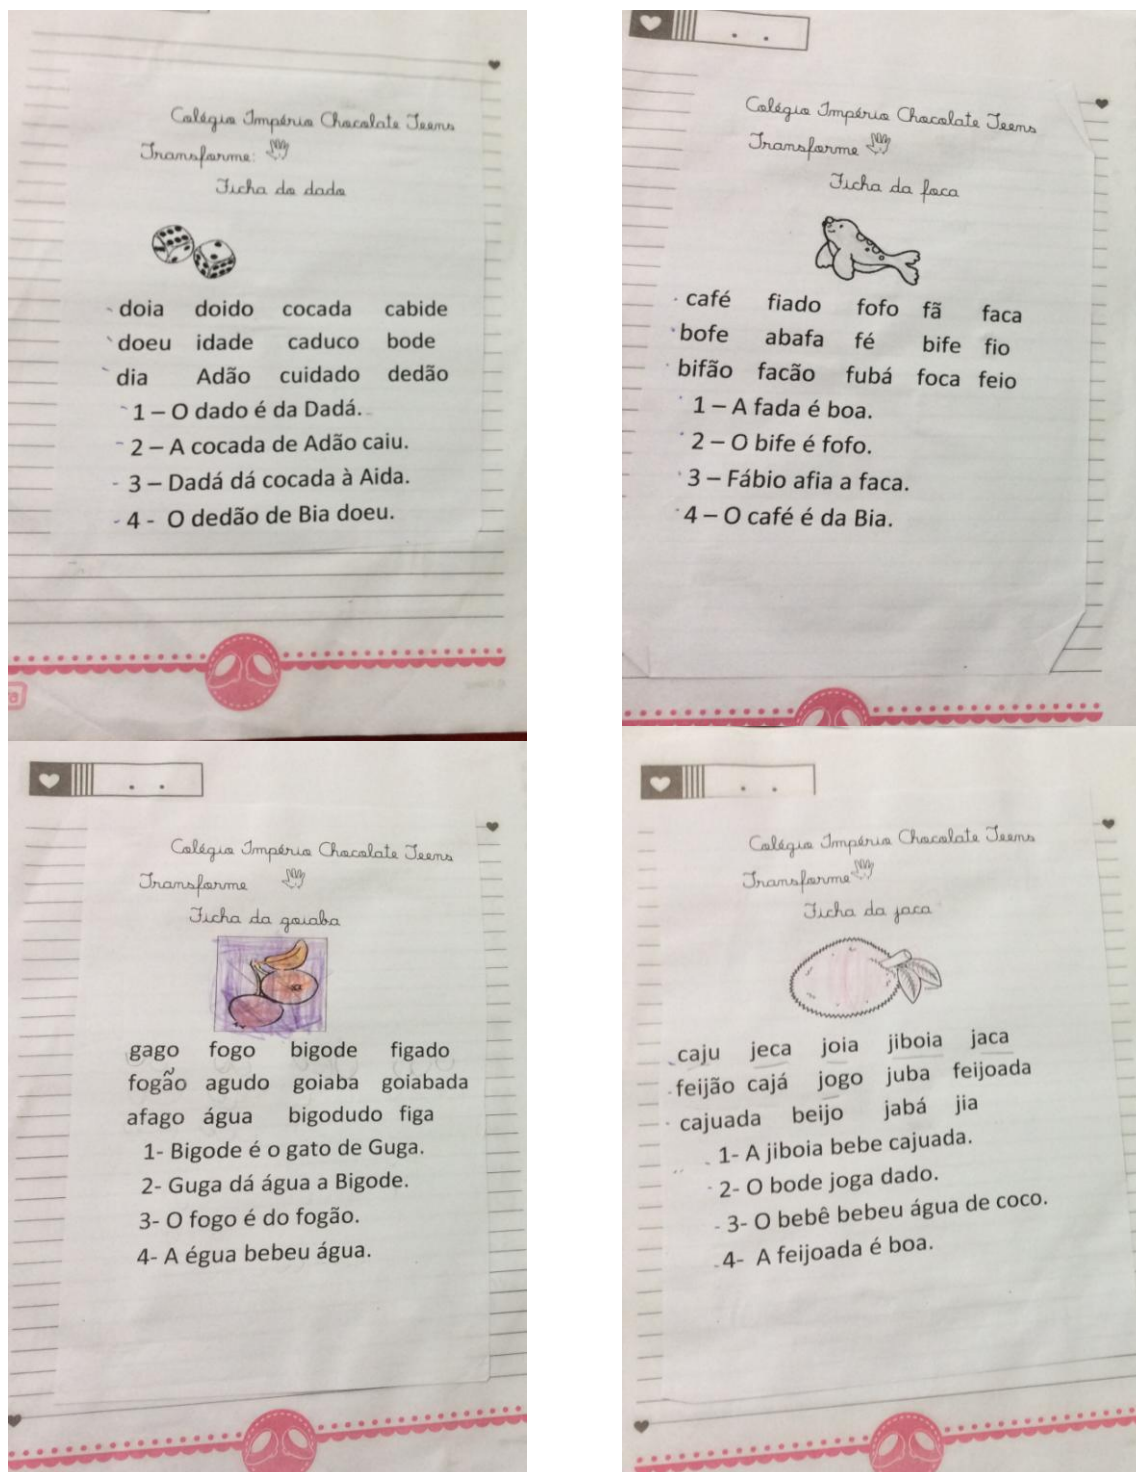 Colégio Império Chocolate Teens
Transforme:
Ficha do dado
doia doido cocada cabide
doeu idade caduco bode
dia Adão cuidado dedão
1 – O dado é da Dadá.
2 – A cocada de Adão caiu.
3 – Dadá dá cocada à Aida.
4 - O dedão de Bia doeu.
Colégio Império Chocolate Teens
Transforme
Ficha da foca
café fiado fofo fã faca
bofe abafa fé bife fio
bifão facão fubá foca feio
1 – A fada é boa.
2 – O bife é fofo.
3 – Fábio afia a faca.
4 – O café é da Bia.
Colégio Império Chocolate Teens
Transforme
Ficha da goiaba
gago fogo bigode figado
fogão agudo goiaba goiabada
afago água bigodudo figa
1- Bigode é o gato de Guga.
2- Guga dá água a Bigode.
3- O fogo é do fogão.
4- A égua bebeu água.
Colégio Império Chocolate Teens
Transforme
Ficha da jaca
caju jeca joia jiboia jaca
feijão cajá jogo juba feijoada
cajuada beijo jabá jia
1- A jiboia bebe cajuada.
2- O bode joga dado.
3- O bebê bebeu água de coco.
4- A feijoada é boa.